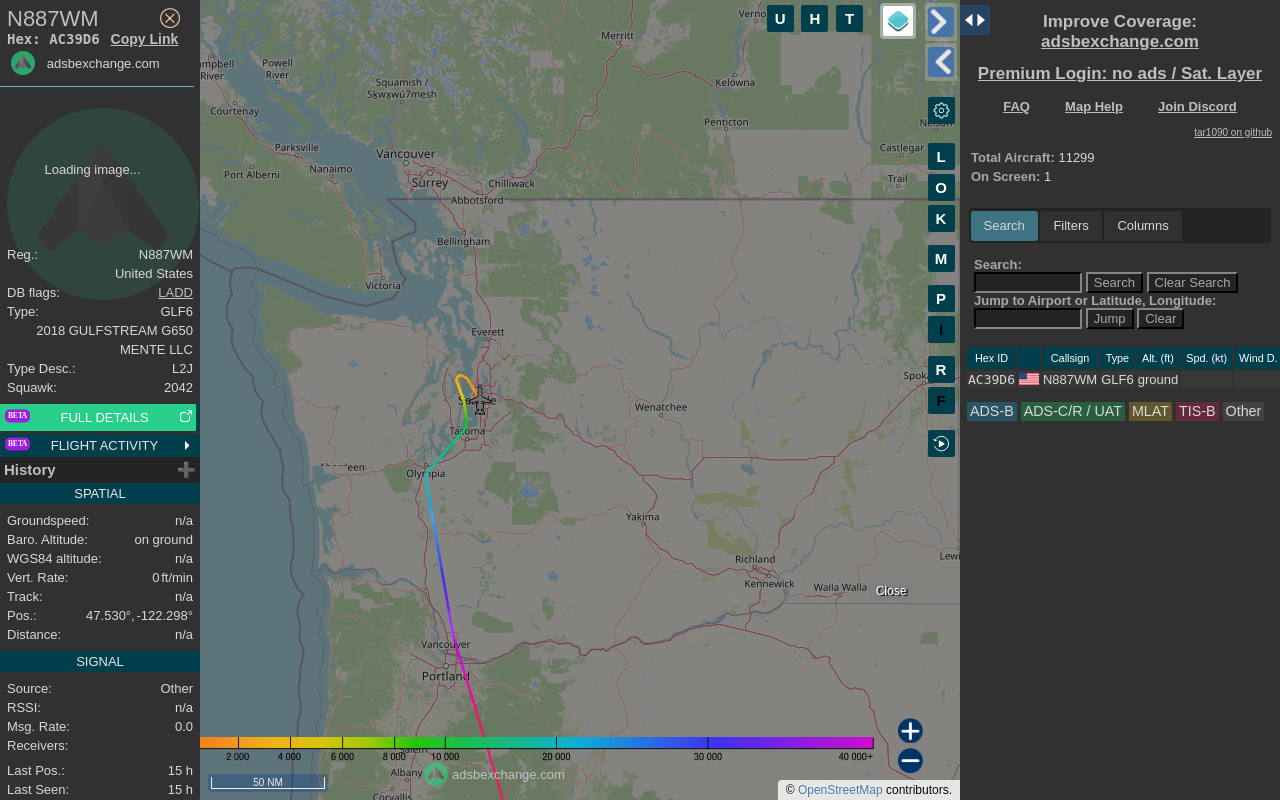 N887WM
Hex: AC39D6 Copy Link
adsbexchange.com
Loading image...
Reg.: N887WM
United States
DB flags: LADD
Type: GLF6
2018 GULFSTREAM G650
MENTE LLC
Type Desc.: L2J
Squawk: 2042
BETA FULL DETAILS
BETA FLIGHT ACTIVITY
History
SPATIAL
Groundspeed: n/a
Baro. Altitude: on ground
WGS84 altitude: n/a
Vert. Rate: 0 ft/min
Track: n/a
Pos.: 47.530°, -122.298°
Distance: n/a
SIGNAL
Source: Other
RSSI: n/a
Msg. Rate: 0.0
Receivers:
Last Pos.: 15 h
Last Seen: 15 h
U H T
Verno
Merritt
mpbell
River
Powell
River
Squamish /
Sḵwx̱wú7mesh
Kelowna
Courtenay
Penticton
Parksville
Vancouver
Nanaimo
Port Alberni
Surrey
Chilliwack
Castlegar
Trail
Abbotsford
Bellingham
Victoria
Everett
Spok
Wenatchee
Tacoma
Aberdeen
Olympia
Yakima
Richland
Kennewick
Walla Walla
Lewi
Close
Vancouver
Portland
Salem
Albany
Corvallis
L
O
K
M
P
I
R
F
2 000 4 000 6 000 8 000 10 000 20 000 30 000 40 000+
adsbexchange.com
50 NM
© OpenStreetMap contributors.
Improve Coverage:
adsbexchange.com
Premium Login: no ads / Sat. Layer
FAQ Map Help Join Discord
tar1090 on github
Total Aircraft: 11299
On Screen: 1
Search Filters Columns
Search:
Search Clear Search
Jump to Airport or Latitude, Longitude:
Jump Clear
Hex ID Callsign Type Alt. (ft) Spd. (kt) Wind D.
AC39D6 N887WM GLF6 ground
ADS-B ADS-C/R / UAT MLAT TIS-B Other